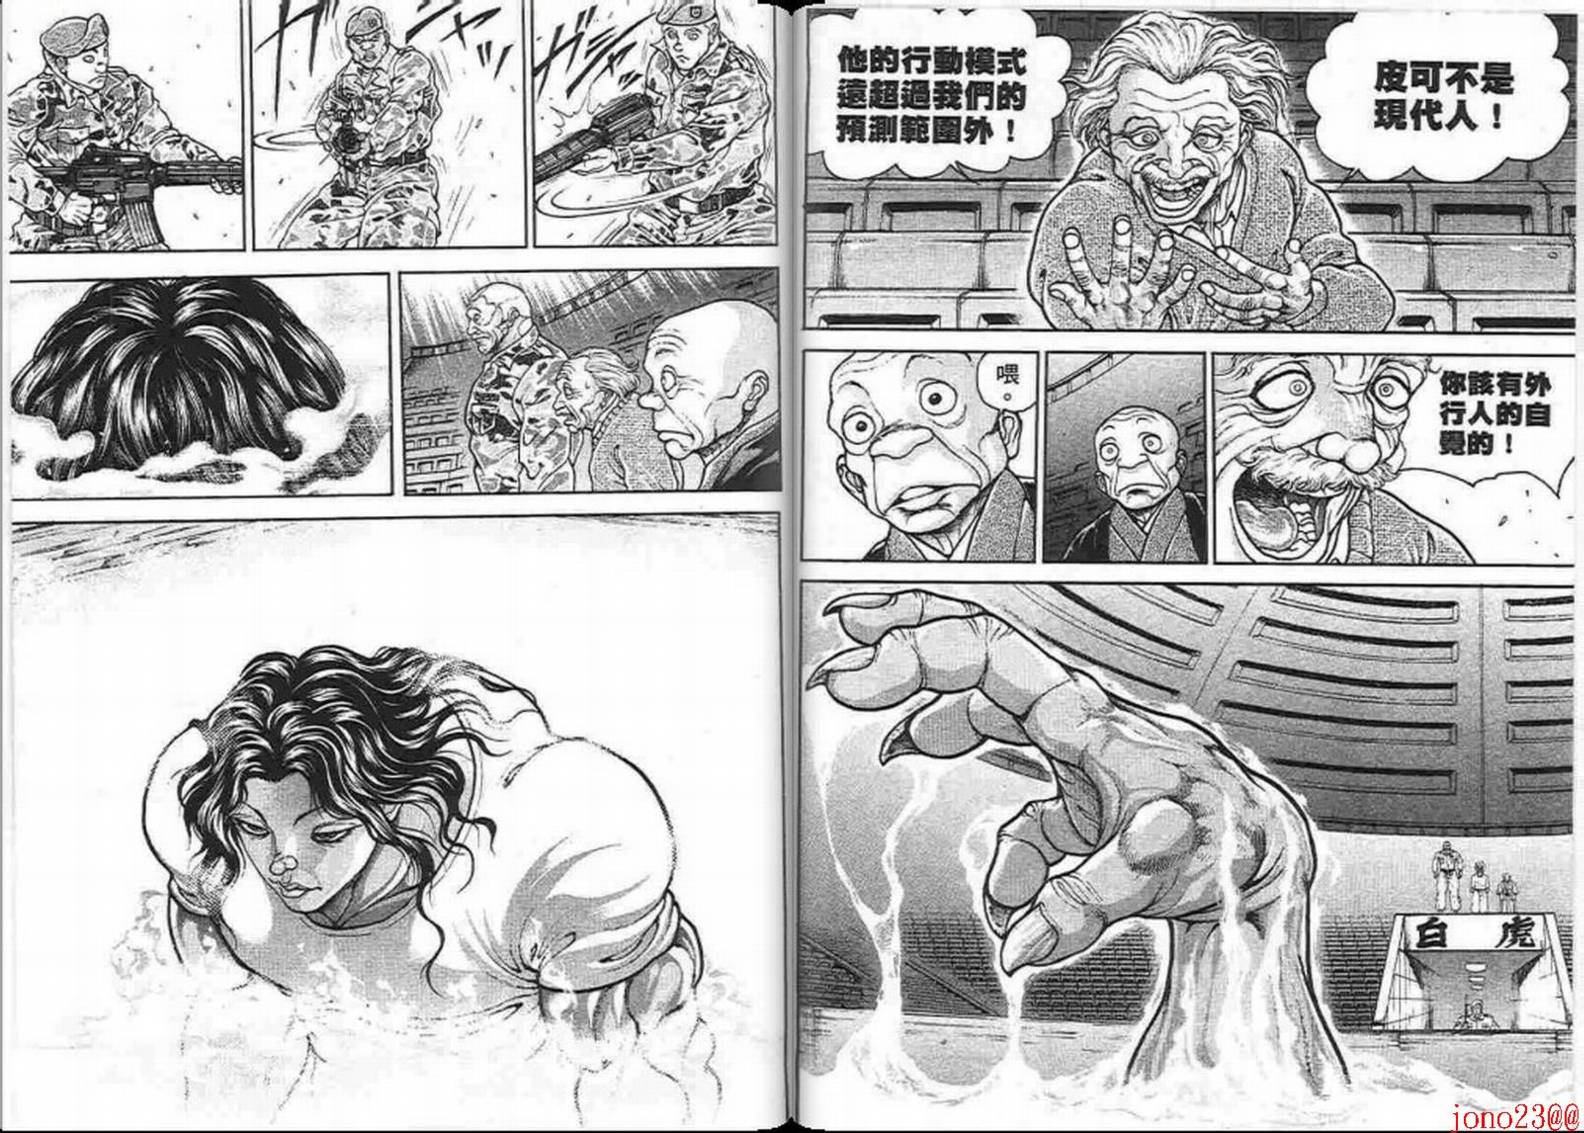 皮可不是
現代人！
他的行動模式
遠超過我們的
預測範圍外！
你該有外
行人的自
覺的！
喂。
白 虎
jono23@@